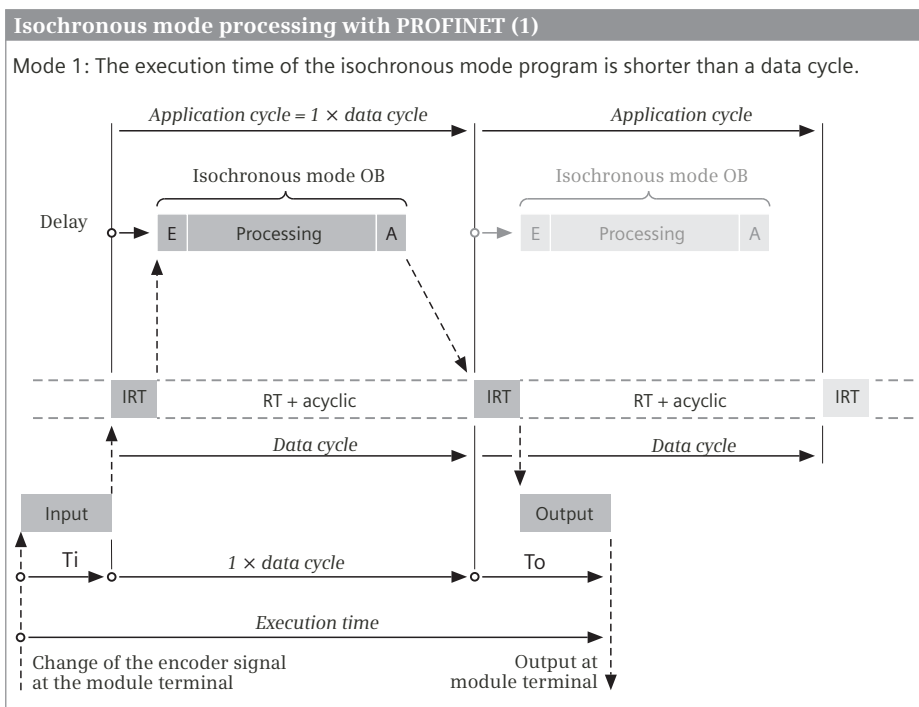 Isochronous mode processing with PROFINET (1)
Mode 1: The execution time of the isochronous mode program is shorter than a data cycle.
Application cycle = 1 × data cycle
Application cycle
Isochronous mode OB
Isochronous mode OB
Delay
E
Processing
A
E
Processing
A
IRT
RT + acyclic
IRT
RT + acyclic
IRT
Data cycle
Data cycle
Input
Output
Ti
1 × data cycle
To
Execution time
Change of the encoder signal
at the module terminal
Output at
module terminal